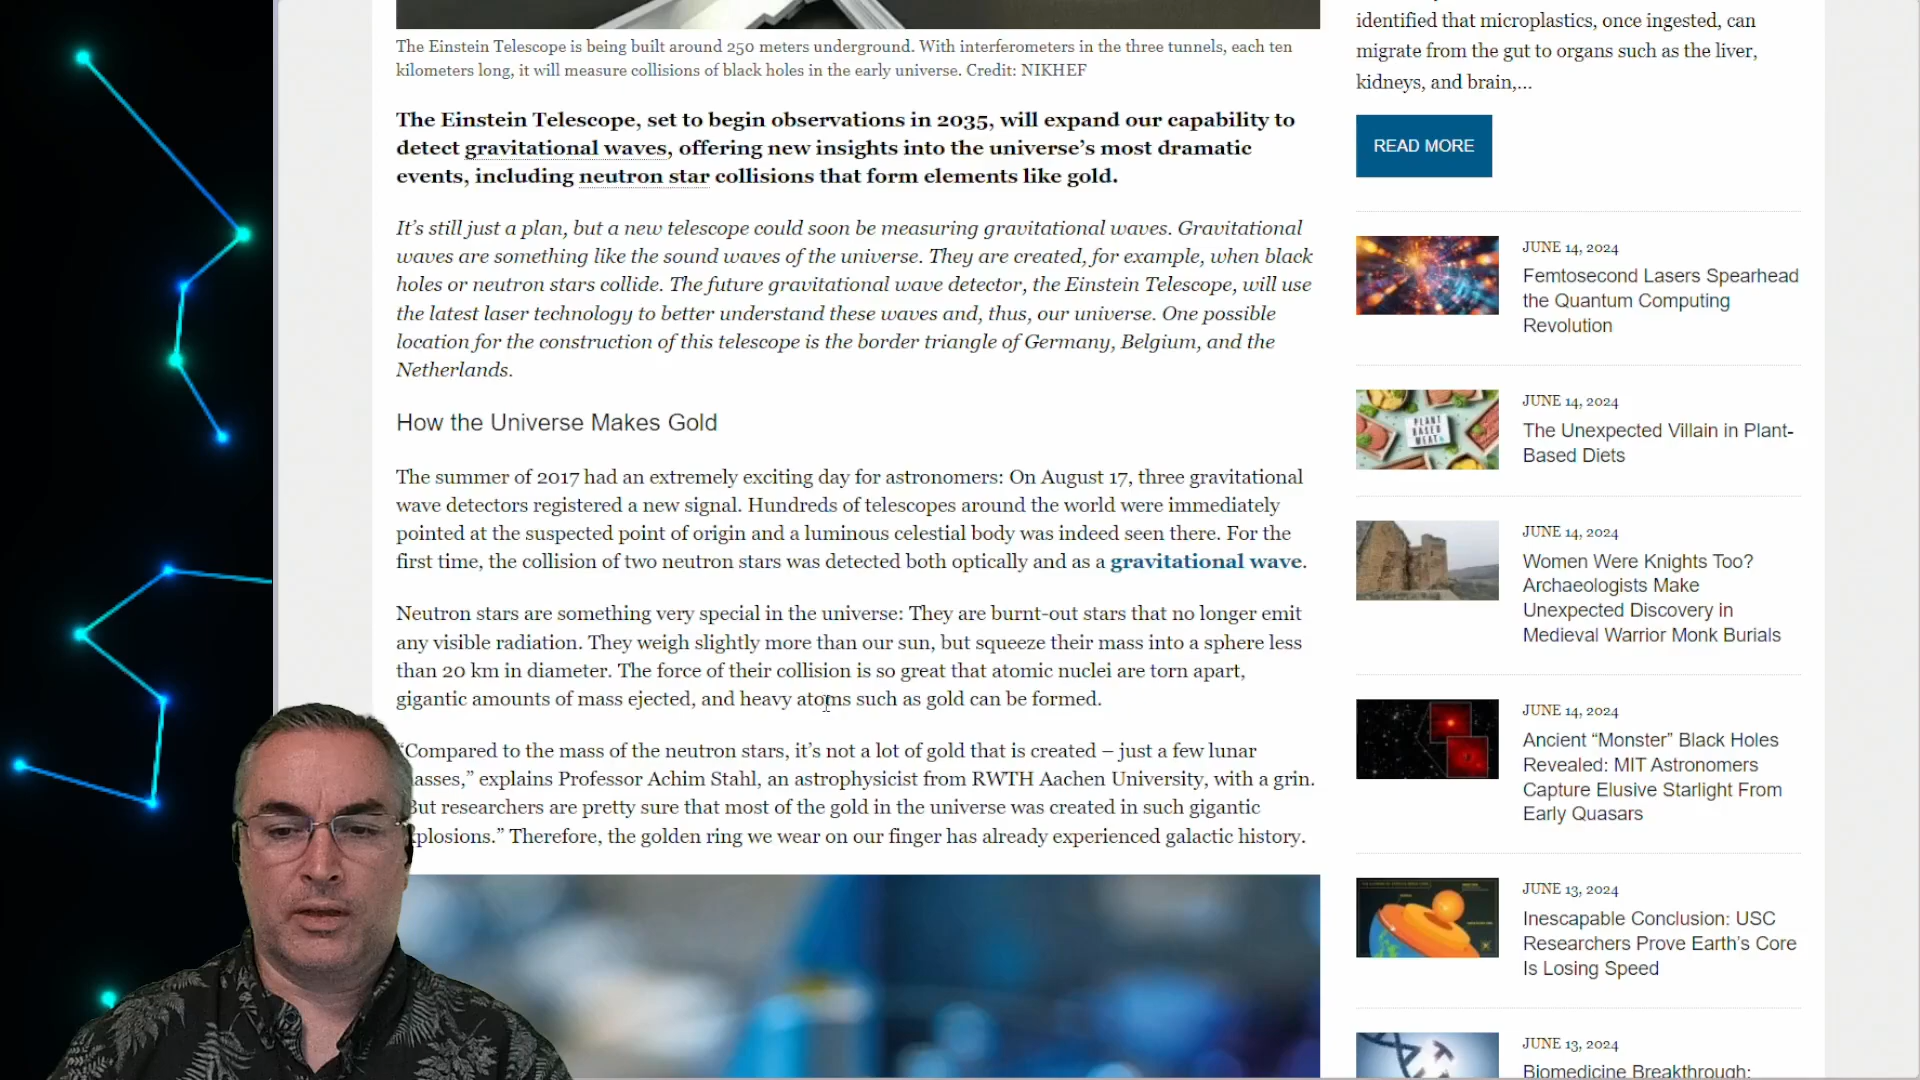 The Einstein Telescope is being built around 250 meters underground. With interferometers in the three tunnels, each ten
kilometers long, it will measure collisions of black holes in the early universe. Credit: NIKHEF
The Einstein Telescope, set to begin observations in 2035, will expand our capability to
detect gravitational waves, offering new insights into the universe’s most dramatic
events, including neutron star collisions that form elements like gold.
It’s still just a plan, but a new telescope could soon be measuring gravitational waves. Gravitational
waves are something like the sound waves of the universe. They are created, for example, when black
holes or neutron stars collide. The future gravitational wave detector, the Einstein Telescope, will use
the latest laser technology to better understand these waves and, thus, our universe. One possible
location for the construction of this telescope is the border triangle of Germany, Belgium, and the
Netherlands.
How the Universe Makes Gold
The summer of 2017 had an extremely exciting day for astronomers: On August 17, three gravitational
wave detectors registered a new signal. Hundreds of telescopes around the world were immediately
pointed at the suspected point of origin and a luminous celestial body was indeed seen there. For the
first time, the collision of two neutron stars was detected both optically and as a gravitational wave.
Neutron stars are something very special in the universe: They are burnt-out stars that no longer emit
any visible radiation. They weigh slightly more than our sun, but squeeze their mass into a sphere less
than 20 km in diameter. The force of their collision is so great that atomic nuclei are torn apart,
gigantic amounts of mass ejected, and heavy atoms such as gold can be formed.
“Compared to the mass of the neutron stars, it’s not a lot of gold that is created – just a few lunar
asses,” explains Professor Achim Stahl, an astrophysicist from RWTH Aachen University, with a grin.
But researchers are pretty sure that most of the gold in the universe was created in such gigantic
xplosions.” Therefore, the golden ring we wear on our finger has already experienced galactic history.
identified that microplastics, once ingested, can
migrate from the gut to organs such as the liver,
kidneys, and brain,...
READ MORE
JUNE 14, 2024
Femtosecond Lasers Spearhead
the Quantum Computing
Revolution
PLANT
BASED
MEAT
JUNE 14, 2024
The Unexpected Villain in Plant-
Based Diets
JUNE 14, 2024
Women Were Knights Too?
Archaeologists Make
Unexpected Discovery in
Medieval Warrior Monk Burials
JUNE 14, 2024
Ancient “Monster” Black Holes
Revealed: MIT Astronomers
Capture Elusive Starlight From
Early Quasars
JUNE 13, 2024
Inescapable Conclusion: USC
Researchers Prove Earth’s Core
Is Losing Speed
JUNE 13, 2024
Biomedicine Breakthrough: